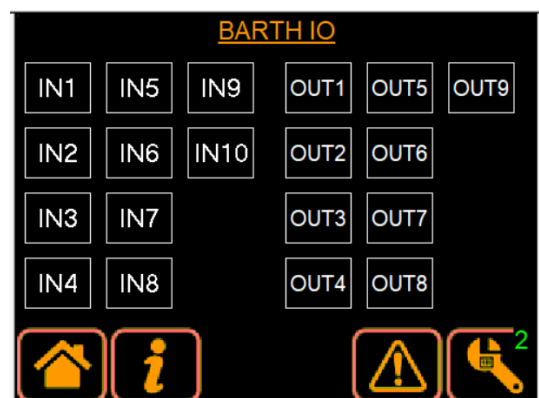 BARTH IO
IN1 IN5 IN9 OUT1 OUT5 OUT9
IN2 IN6 IN10 OUT2 OUT6
IN3 IN7 OUT3 OUT7
IN4 IN8 OUT4 OUT8
2